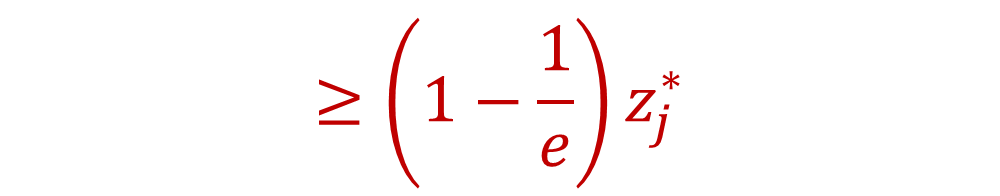 ≥ (1 − 1/e) z_j^*